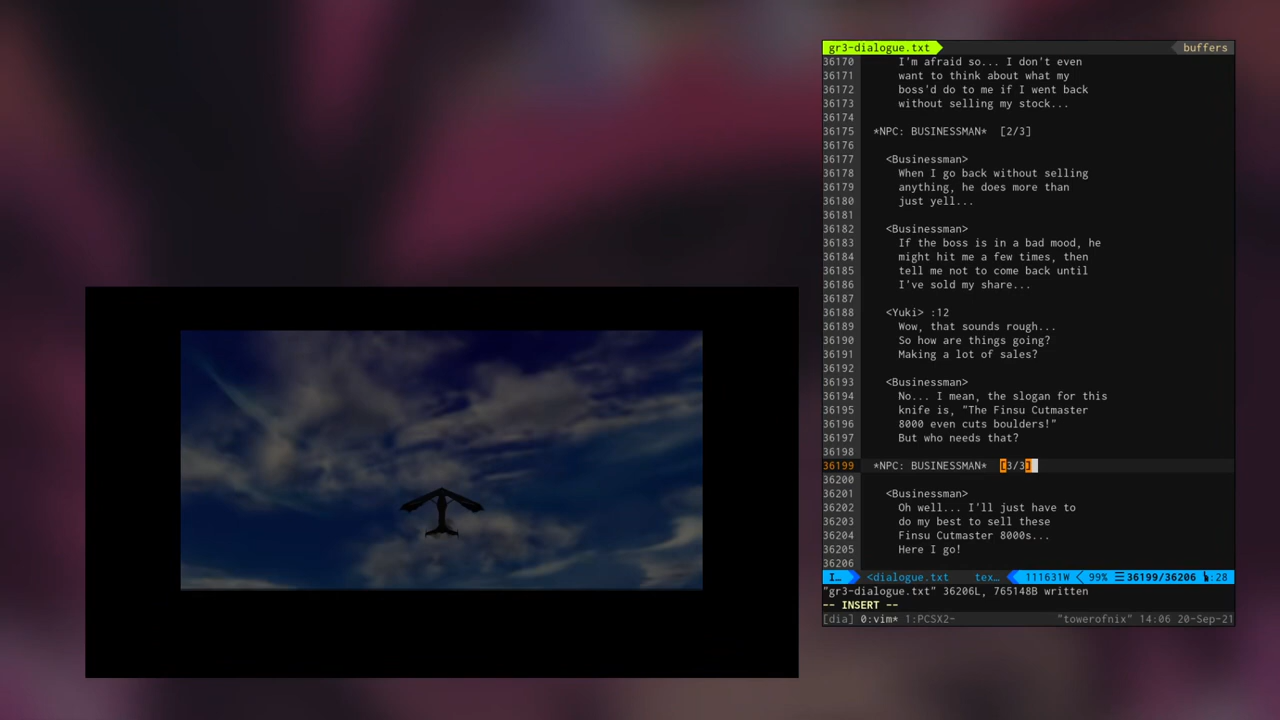 gr3-dialogue.txt buffers
36170 I'm afraid so... I don't even
36171 want to think about what my
36172 boss'd do to me if I went back
36173 without selling my stock...
36174
36175 *NPC: BUSINESSMAN* [2/3]
36176
36177 <Businessman>
36178 When I go back without selling
36179 anything, he does more than
36180 just yell...
36181
36182 <Businessman>
36183 If the boss is in a bad mood, he
36184 might hit me a few times, then
36185 tell me not to come back until
36186 I've sold my share...
36187
36188 <Yuki> :12
36189 Wow, that sounds rough...
36190 So how are things going?
36191 Making a lot of sales?
36192
36193 <Businessman>
36194 No... I mean, the slogan for this
36195 knife is, "The Finsu Cutmaster
36196 8000 even cuts boulders!"
36197 But who needs that?
36198
36199 *NPC: BUSINESSMAN* [3/3]
36200
36201 <Businessman>
36202 Oh well... I'll just have to
36203 do my best to sell these
36204 Finsu Cutmaster 8000s...
36205 Here I go!
36206
I… <dialogue.txt tex… 111631W 99% ☰36199/36206 :28
"gr3-dialogue.txt" 36206L, 765148B written
-- INSERT --
[dia] 0:vim* 1:PCSX2- "towerofnix" 14:06 20-Sep-21